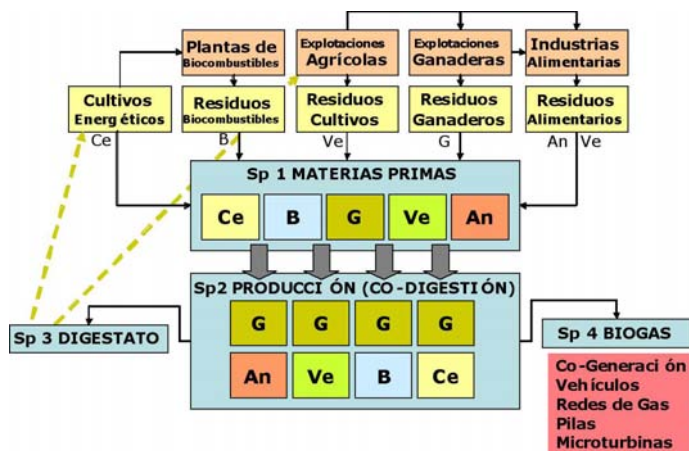 Plantas de
Biocombustibles
Explotaciones
Agrícolas
Explotaciones
Ganaderas
Industrias
Alimentarias
Cultivos
Energéticos
Residuos
Biocombustibles
Residuos
Cultivos
Residuos
Ganaderos
Residuos
Alimentarios
Ce
B
Ve
G
An Ve
Sp 1 MATERIAS PRIMAS
Ce B G Ve An
Sp2 PRODUCCIÓN (CO-DIGESTIÓN)
G G G G
An Ve B Ce
Sp 3 DIGESTATO
Sp 4 BIOGAS
Co-Generación
Vehículos
Redes de Gas
Pilas
Microturbinas